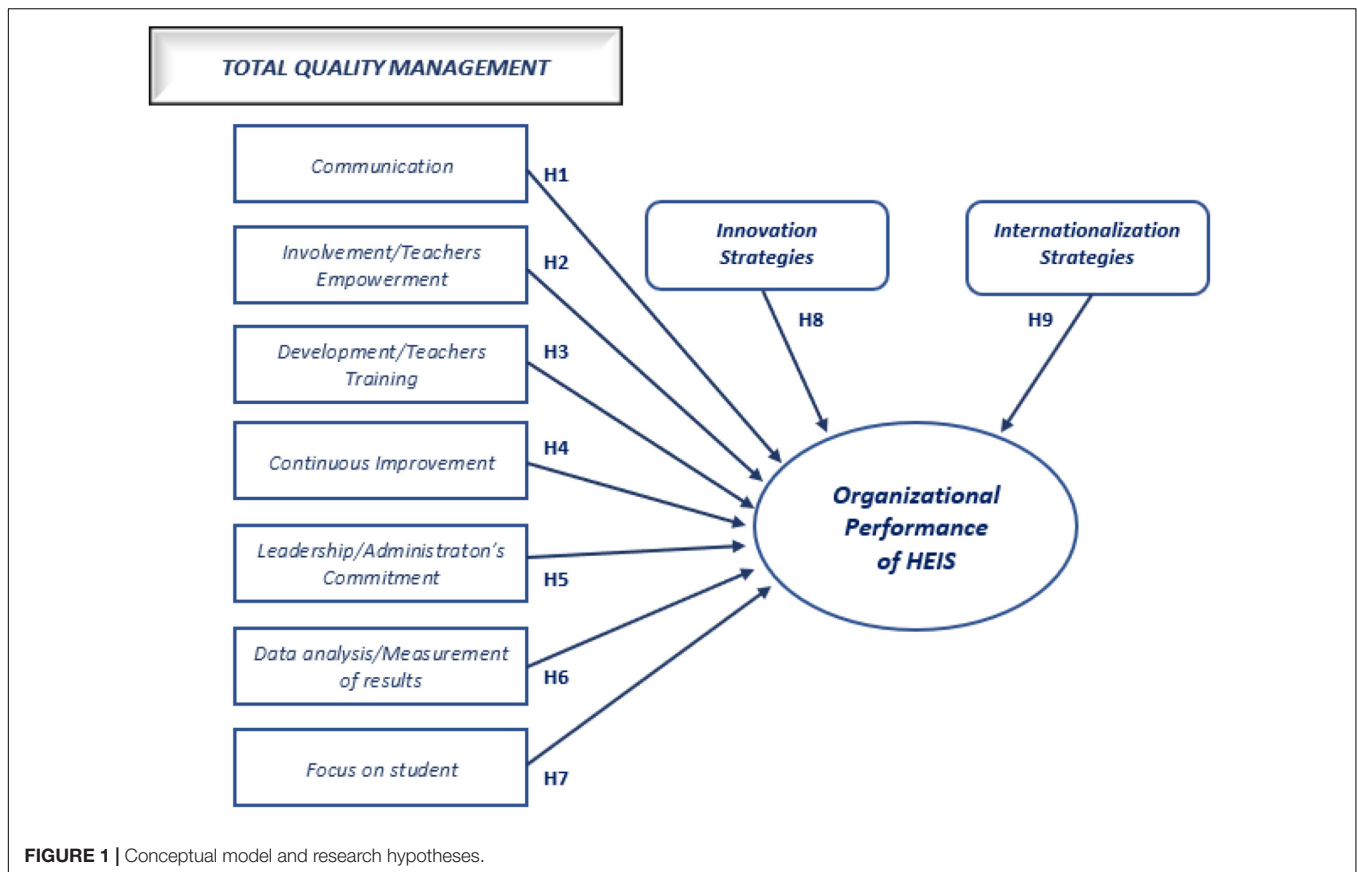 TOTAL QUALITY MANAGEMENT
Communication
H1
Involvement/Teachers
Empowerment
H2
Development/Teachers
Training
H3
Continuous Improvement
H4
Leadership/Administraton's
Commitment
H5
Data analysis/Measurement
of results
H6
Focus on student
H7
Innovation
Strategies
H8
Internationalization
Strategies
H9
Organizational
Performance
of HEIS
FIGURE 1 | Conceptual model and research hypotheses.